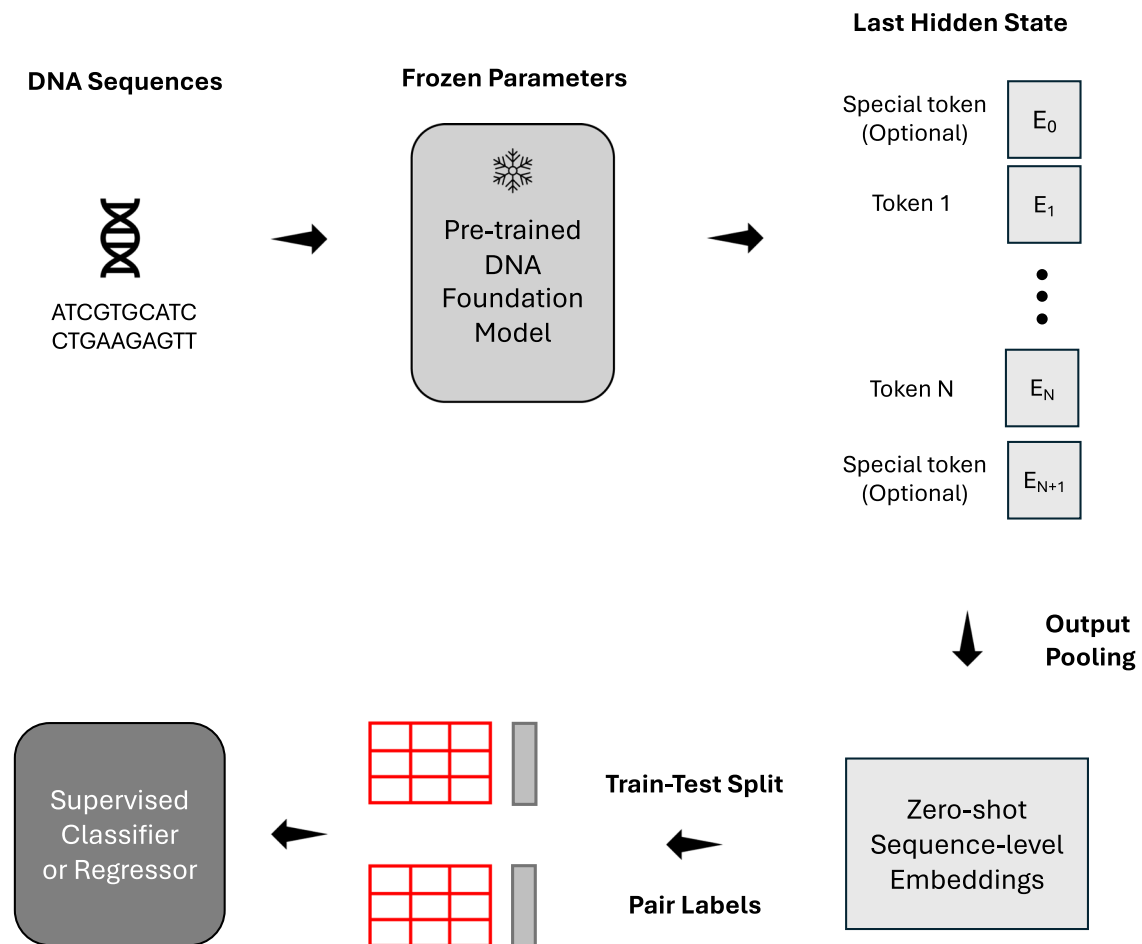 Last Hidden State
DNA Sequences
Frozen Parameters
ATCGTGCATC
CTGAAGAGTT
Pre-trained
DNA
Foundation
Model
Special token
(Optional)
E₀
Token 1
E₁
Token N
E_N
Special token
(Optional)
E_N+1
Output
Pooling
Zero-shot
Sequence-level
Embeddings
Train-Test Split
Pair Labels
Supervised
Classifier
or Regressor